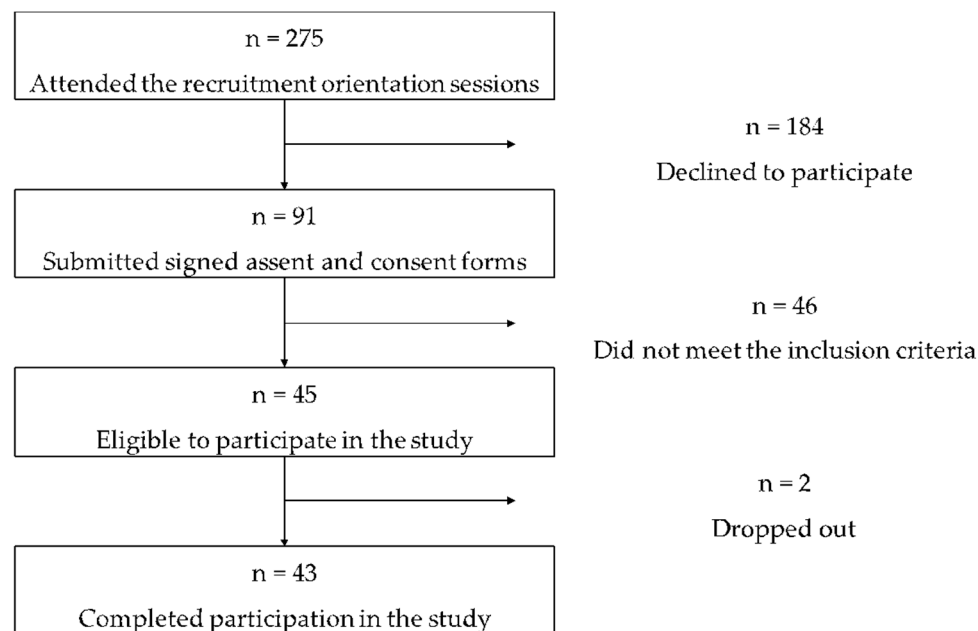 n = 275
Attended the recruitment orientation sessions
n = 184
Declined to participate
n = 91
Submitted signed assent and consent forms
n = 46
Did not meet the inclusion criteria
n = 45
Eligible to participate in the study
n = 2
Dropped out
n = 43
Completed participation in the study